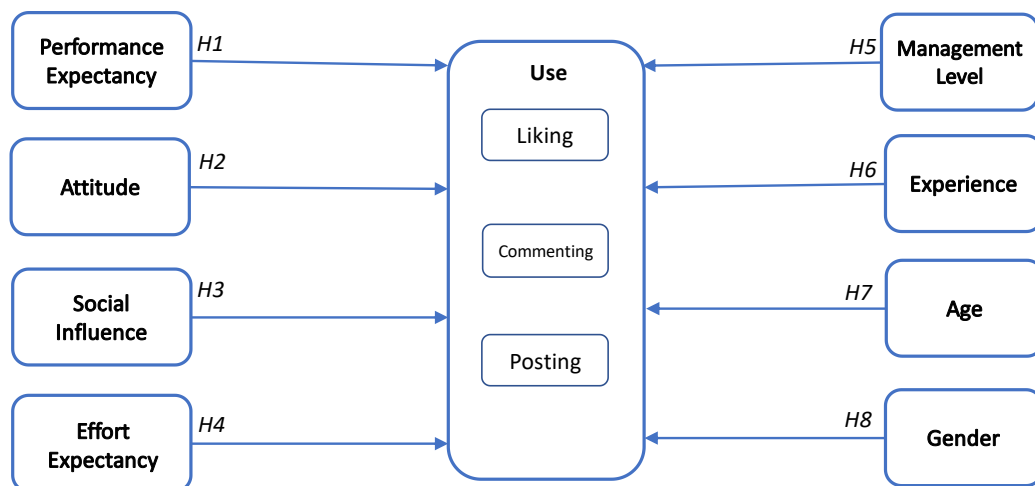 Performance
Expectancy
H1
Attitude
H2
Social
Influence
H3
Effort
Expectancy
H4
Use
Liking
Commenting
Posting
H5
Management
Level
H6
Experience
H7
Age
H8
Gender